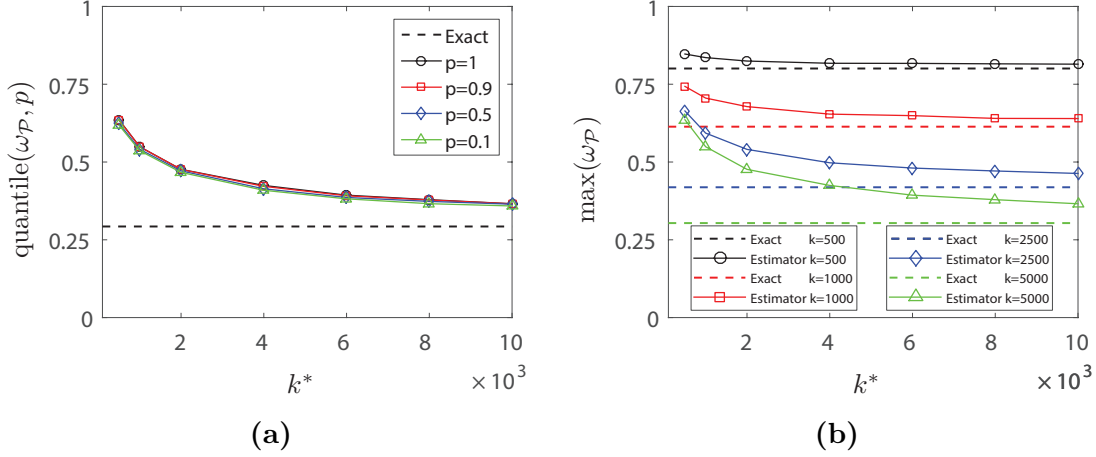 1
0.75
0.5
0.25
0
quantile(ω_𝒫, p)
Exact
p=1
p=0.9
p=0.5
p=0.1
2 4 6 8 10
k* × 10³
(a)
1
0.75
0.5
0.25
0
max(ω_𝒫)
Exact k=500
Estimator k=500
Exact k=1000
Estimator k=1000
Exact k=2500
Estimator k=2500
Exact k=5000
Estimator k=5000
2 4 6 8 10
k* × 10³
(b)